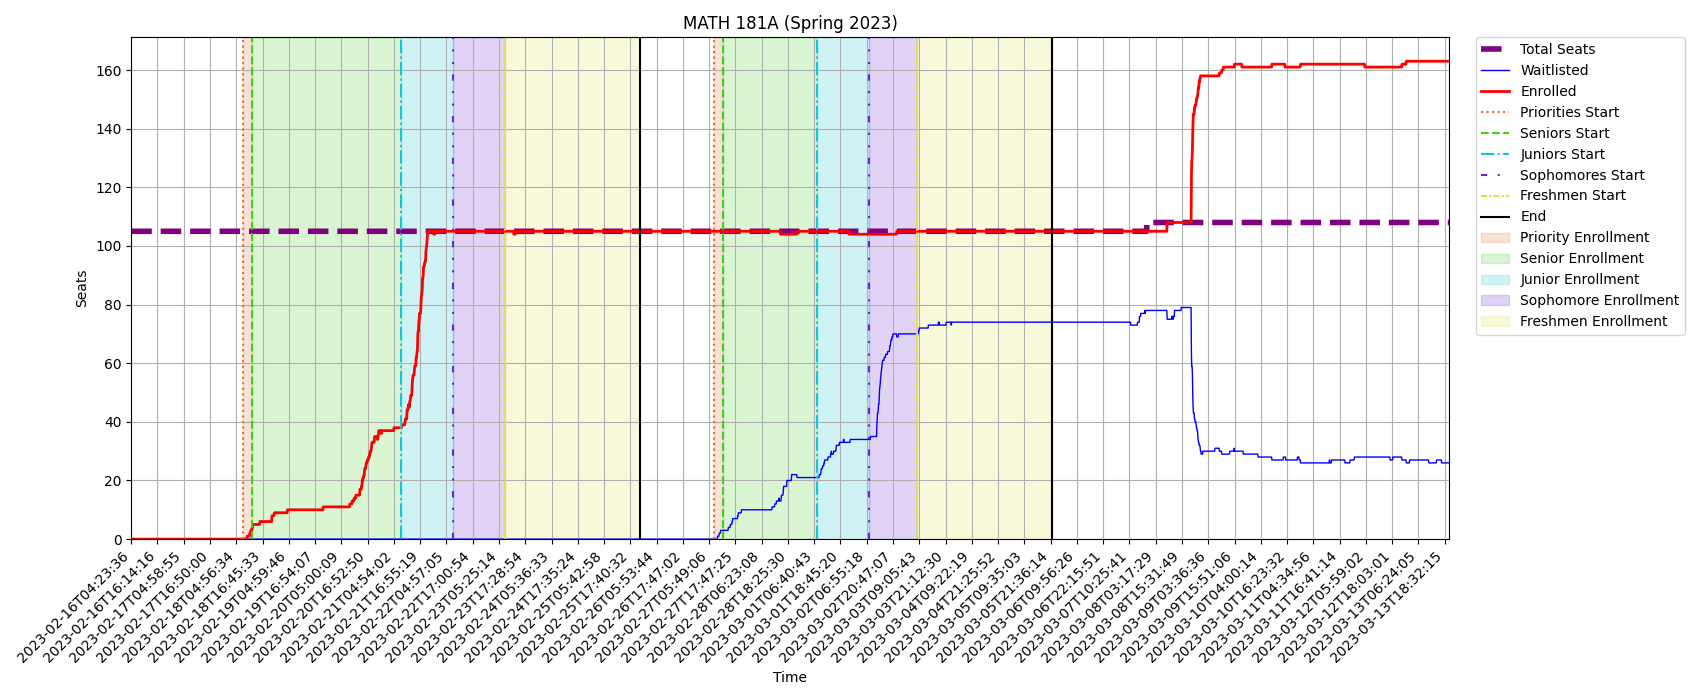 MATH 181A (Spring 2023)
160
140
120
100
80
60
40
20
0
Seats
2023-02-16T04:23:36
2023-02-16T16:14:16
2023-02-17T04:58:55
2023-02-17T16:50:00
2023-02-18T04:56:34
2023-02-18T16:45:33
2023-02-19T04:59:46
2023-02-19T16:54:07
2023-02-20T05:00:09
2023-02-20T16:52:50
2023-02-21T04:54:02
2023-02-21T16:55:19
2023-02-22T04:57:05
2023-02-22T17:00:54
2023-02-23T05:25:14
2023-02-23T17:28:54
2023-02-24T05:36:33
2023-02-24T17:35:24
2023-02-25T05:42:58
2023-02-25T17:40:32
2023-02-26T05:53:44
2023-02-26T17:47:02
2023-02-27T05:49:06
2023-02-27T17:47:25
2023-02-28T06:23:08
2023-02-28T18:25:30
2023-03-01T06:40:43
2023-03-01T18:45:20
2023-03-02T06:55:18
2023-03-02T20:47:07
2023-03-03T09:05:43
2023-03-03T21:12:30
2023-03-04T09:22:19
2023-03-04T21:25:52
2023-03-05T09:35:03
2023-03-05T21:36:14
2023-03-06T09:56:26
2023-03-06T22:15:51
2023-03-07T10:25:41
2023-03-08T03:17:29
2023-03-08T15:31:49
2023-03-09T03:36:36
2023-03-09T15:51:06
2023-03-10T04:00:14
2023-03-10T16:23:32
2023-03-11T04:34:56
2023-03-11T16:41:14
2023-03-12T05:59:02
2023-03-12T18:03:01
2023-03-13T06:24:05
2023-03-13T18:32:15
Time
Total Seats
Waitlisted
Enrolled
Priorities Start
Seniors Start
Juniors Start
Sophomores Start
Freshmen Start
End
Priority Enrollment
Senior Enrollment
Junior Enrollment
Sophomore Enrollment
Freshmen Enrollment